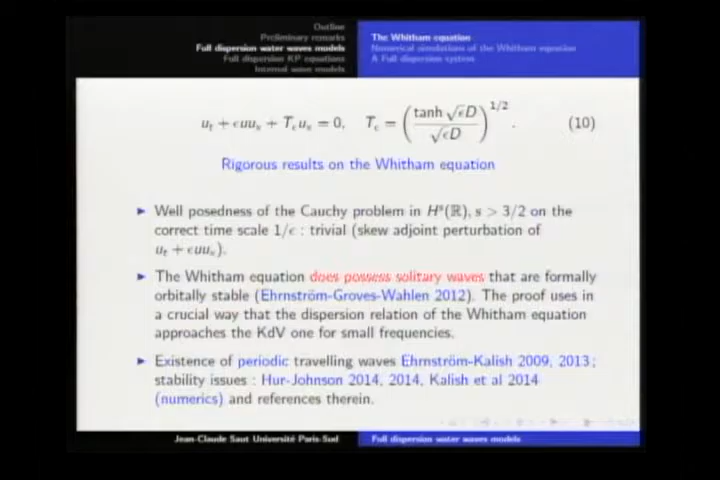 Outline
Preliminary remarks
Full dispersion water waves models
Full dispersion KP equations
Internal wave models
The Whitham equation
Numerical simulations of the Whitham equation
A Full dispersion system
u_t + ϵuu_x + T_ϵu_x = 0, T_ϵ = (tanh √ϵD / √ϵD)^{1/2}. (10)
Rigorous results on the Whitham equation
▶ Well posedness of the Cauchy problem in H^s(ℝ), s > 3/2 on the
correct time scale 1/ϵ : trivial (skew adjoint perturbation of
u_t + ϵuu_x).
▶ The Whitham equation does possess solitary waves that are formally
orbitally stable (Ehrnström-Groves-Wahlen 2012). The proof uses in
a crucial way that the dispersion relation of the Whitham equation
approaches the KdV one for small frequencies.
▶ Existence of periodic travelling waves Ehrnström-Kalish 2009, 2013;
stability issues : Hur-Johnson 2014, 2014, Kalish et al 2014
(numerics) and references therein.
Jean-Claude Saut Université Paris-Sud
Full dispersion water waves models